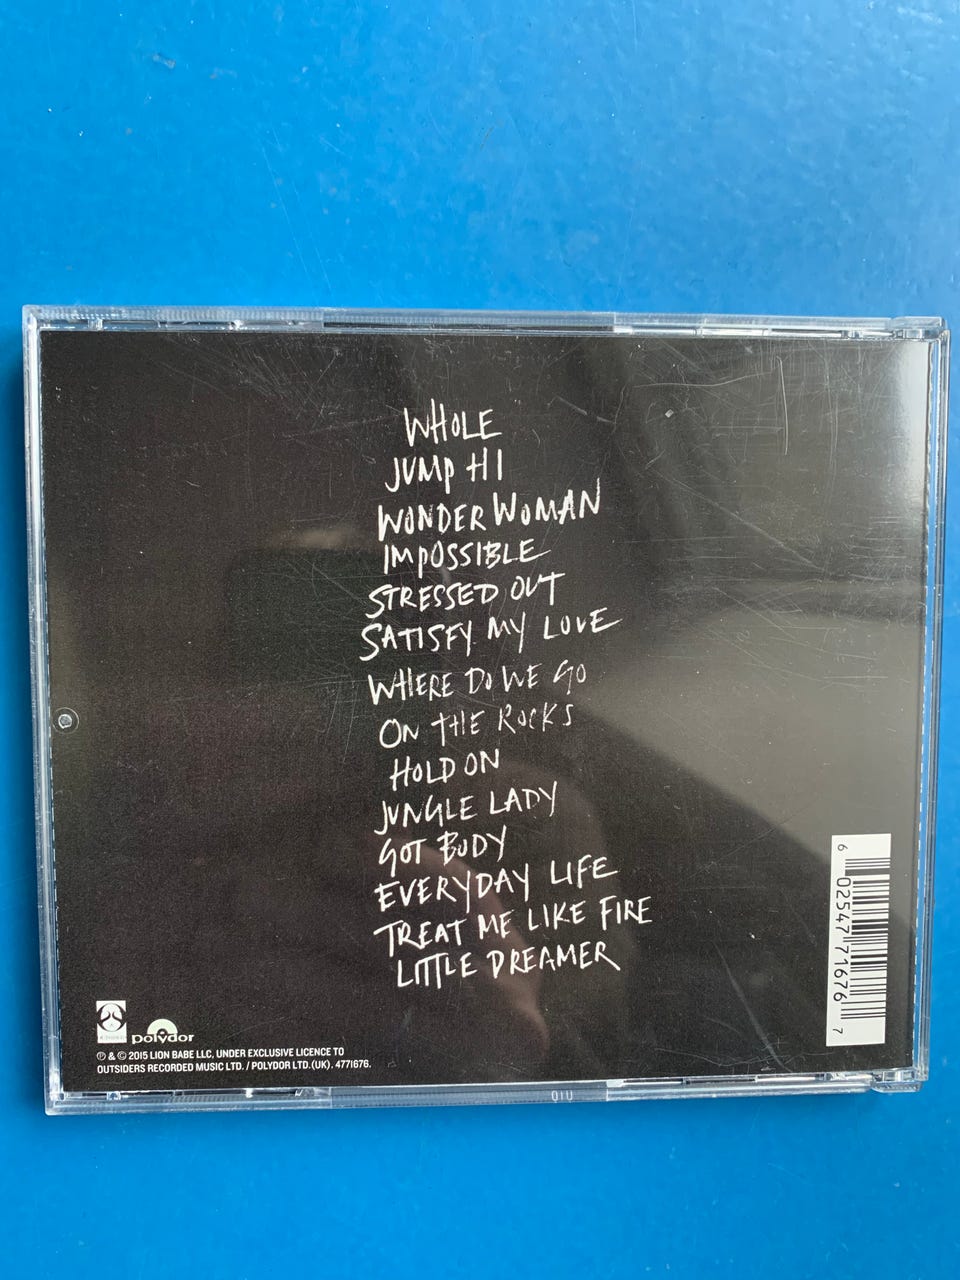 WHOLE
JUMP HI
WONDER WOMAN
IMPOSSIBLE
STRESSED OUT
SATISFY MY LOVE
WHERE DO WE GO
ON THE ROCKS
HOLD ON
JUNGLE LADY
GOT BODY
EVERYDAY LIFE
TREAT ME LIKE FIRE
LITTLE DREAMER
6 02547 71676 7
polydor
℗ & © 2015 LION BABE LLC, UNDER EXCLUSIVE LICENCE TO
OUTSIDERS RECORDED MUSIC LTD. / POLYDOR LTD.(UK). 4771676.